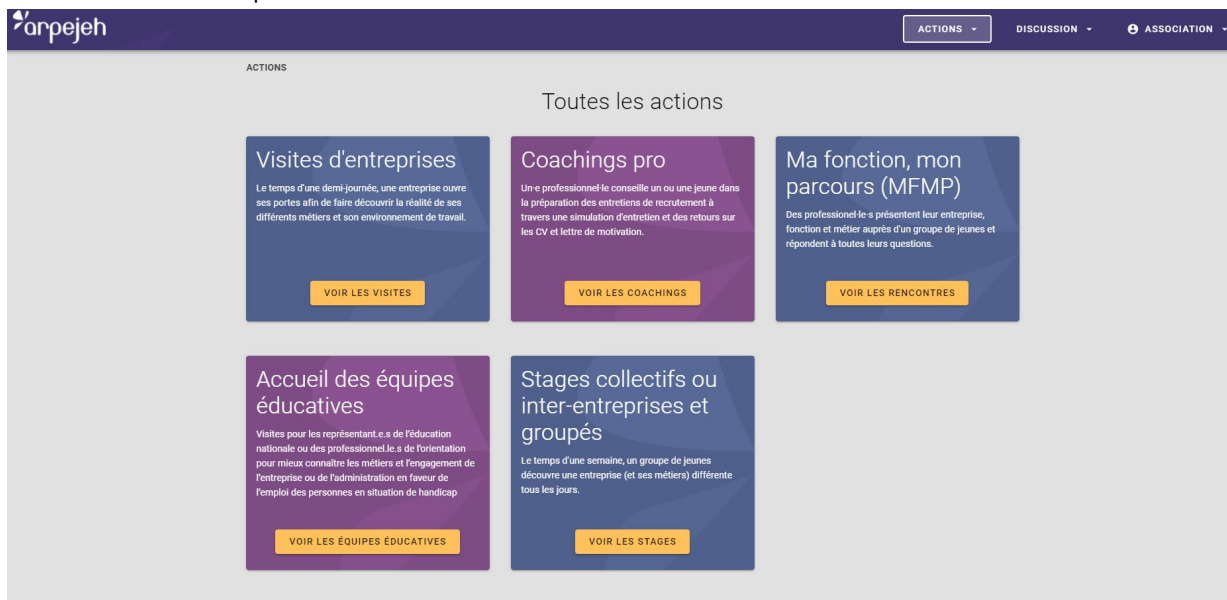 arpejeh
ACTIONS
DISCUSSION
ASSOCIATION
ACTIONS
Toutes les actions
Visites d'entreprises
Le temps d'une demi-journée, une entreprise ouvre
ses portes afin de faire découvrir la réalité de ses
différents métiers et son environnement de travail.
VOIR LES VISITES
Coachings pro
Un·e professionnel·le conseille un ou une jeune dans
la préparation des entretiens de recrutement à
travers une simulation d'entretien et des retours sur
les CV et lettre de motivation.
VOIR LES COACHINGS
Ma fonction, mon
parcours (MFMP)
Des professionel·le·s présentent leur entreprise,
fonction et métier auprès d'un groupe de jeunes et
répondent à toutes leurs questions.
VOIR LES RENCONTRES
Accueil des équipes
éducatives
Visites pour les représentant.e.s de l'éducation
nationale ou des professionnel.le.s de l'orientation
pour mieux connaître les métiers et l'engagement de
l'entreprise ou de l'administration en faveur de
l'emploi des personnes en situation de handicap
VOIR LES ÉQUIPES ÉDUCATIVES
Stages collectifs ou
inter-entreprises et
groupés
Le temps d'une semaine, un groupe de jeunes
découvre une entreprise (et ses métiers) différente
tous les jours.
VOIR LES STAGES